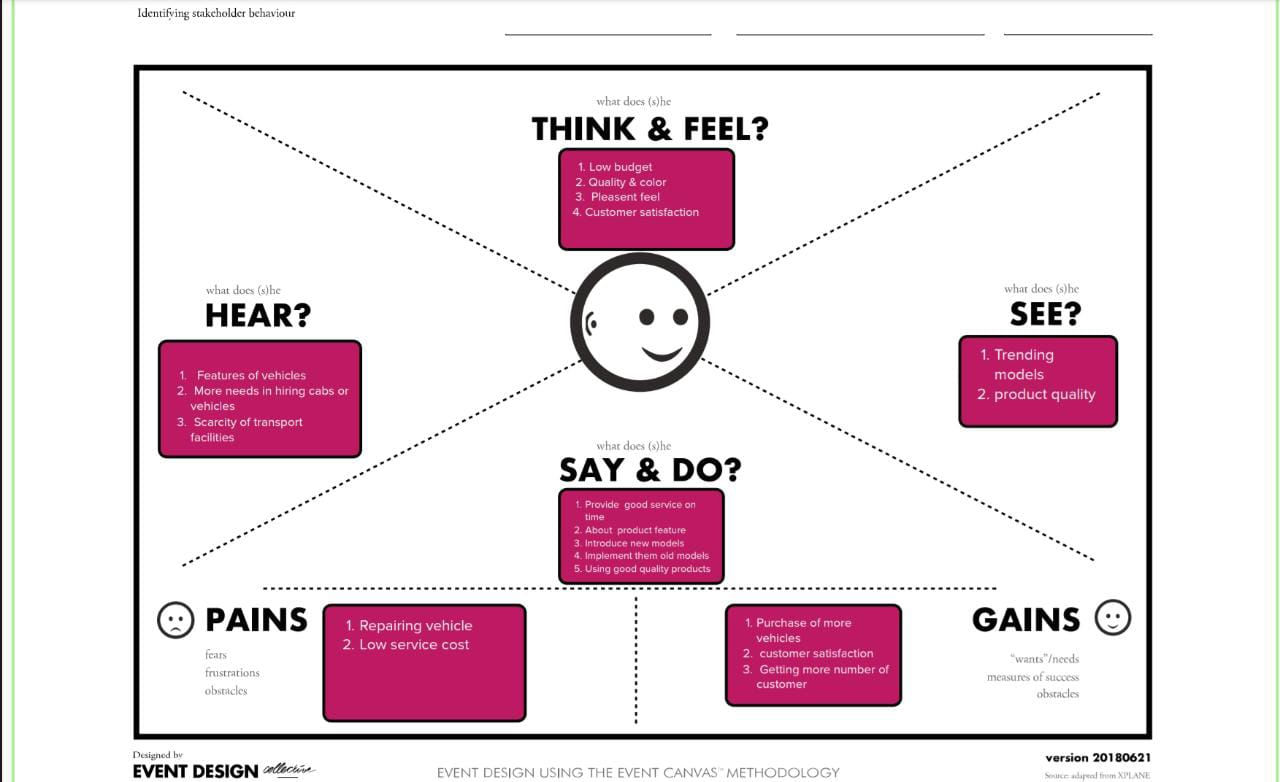 Identifying stakeholder behaviour
what does (s)he
THINK & FEEL?
1. Low budget
2. Quality & color
3. Pleasent feel
4. Customer satisfaction
what does (s)he
HEAR?
1. Features of vehicles
2. More needs in hiring cabs or
vehicles
3. Scarcity of transport
facilities
what does (s)he
SEE?
1. Trending
models
2. product quality
what does (s)he
SAY & DO?
1. Provide good service on
time
2. About product feature
3. Introduce new models
4. Implement them old models
5. Using good quality products
PAINS
fears
frustrations
obstacles
1. Repairing vehicle
2. Low service cost
1. Purchase of more
vehicles
2. customer satisfaction
3. Getting more number of
customer
GAINS
"wants"/needs
measures of success
obstacles
Designed by
EVENT DESIGN collective
EVENT DESIGN USING THE EVENT CANVAS™ METHODOLOGY
version 20180621
Source: adapted from XPLANE